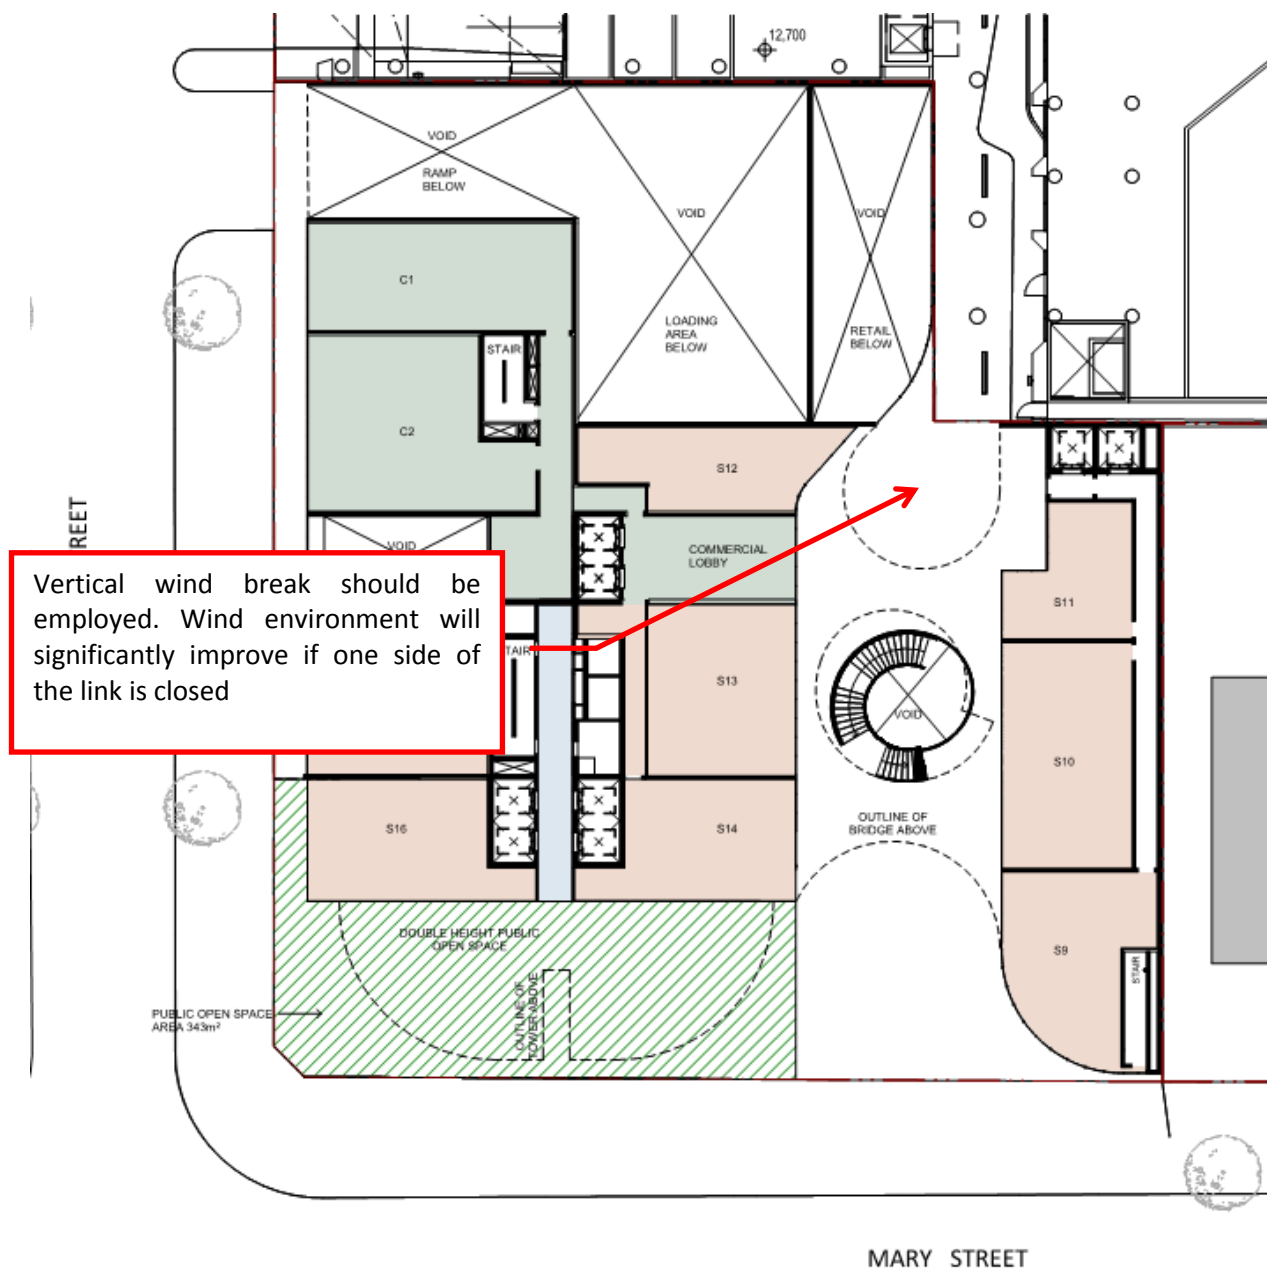 12,700
VOID
RAMP
BELOW
VOID
VOID
C1
LOADING
AREA
BELOW
RETAIL
BELOW
STAIR
C2
S12
REET
VOID
COMMERCIAL
LOBBY
Vertical wind break should be
employed. Wind environment will
significantly improve if one side of
the link is closed
TAIR
S11
S13
VOID
S10
S16
S14
OUTLINE OF
BRIDGE ABOVE
DOUBLE HEIGHT PUBLIC
OPEN SPACE
S9
STAIR
OUTLINE OF
TOWER ABOVE
PUBLIC OPEN SPACE
AREA 343m²
MARY STREET